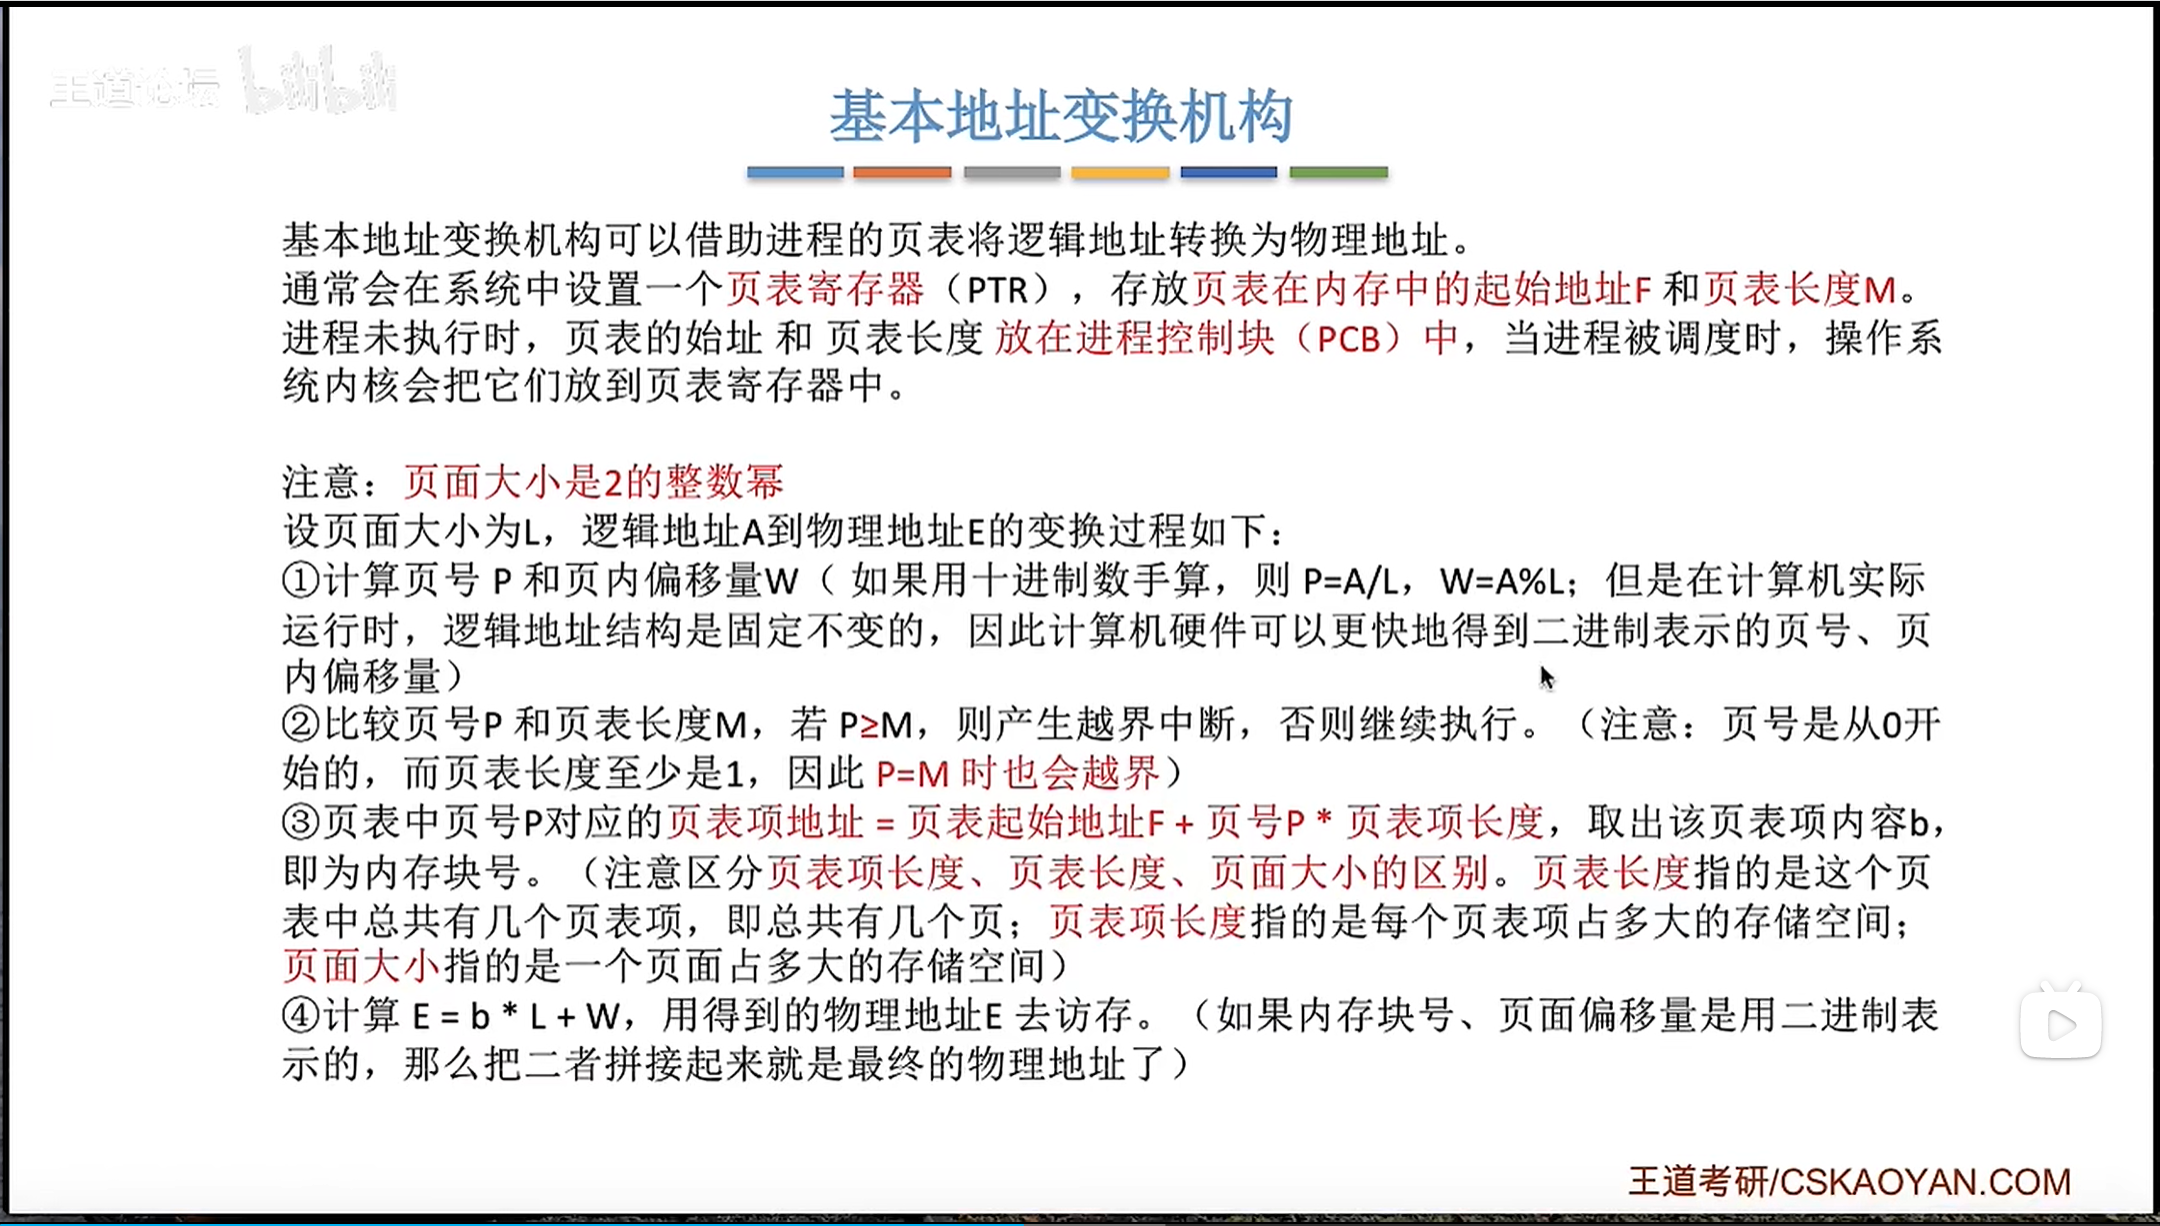 王道论坛 bilibili
基本地址变换机构
基本地址变换机构可以借助进程的页表将逻辑地址转换为物理地址。
通常会在系统中设置一个页表寄存器（PTR），存放页表在内存中的起始地址F 和页表长度M。
进程未执行时，页表的始址 和 页表长度 放在进程控制块（PCB）中，当进程被调度时，操作系
统内核会把它们放到页表寄存器中。
注意：页面大小是2的整数幂
设页面大小为L，逻辑地址A到物理地址E的变换过程如下：
①计算页号 P 和页内偏移量W（ 如果用十进制数手算，则 P=A/L，W=A%L；但是在计算机实际
运行时，逻辑地址结构是固定不变的，因此计算机硬件可以更快地得到二进制表示的页号、页
内偏移量）
②比较页号P 和页表长度M，若 P≥M，则产生越界中断，否则继续执行。（注意：页号是从0开
始的，而页表长度至少是1，因此 P=M 时也会越界）
③页表中页号P对应的页表项地址 = 页表起始地址F + 页号P * 页表项长度，取出该页表项内容b，
即为内存块号。（注意区分页表项长度、页表长度、页面大小的区别。页表长度指的是这个页
表中总共有几个页表项，即总共有几个页；页表项长度指的是每个页表项占多大的存储空间；
页面大小指的是一个页面占多大的存储空间）
④计算 E = b * L + W，用得到的物理地址E 去访存。（如果内存块号、页面偏移量是用二进制表
示的，那么把二者拼接起来就是最终的物理地址了）
王道考研/CSKAOYAN.COM